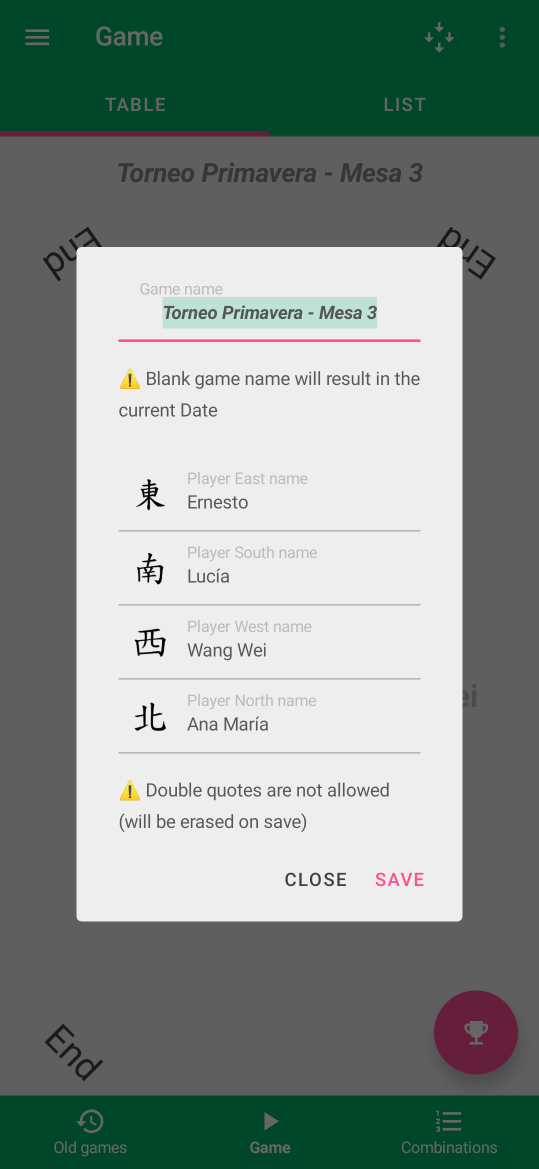 Game
TABLE
LIST
Torneo Primavera - Mesa 3
End
End
Game name
Torneo Primavera - Mesa 3
⚠️ Blank game name will result in the
current Date
Player East name
東
Ernesto
Player South name
南
Lucía
Player West name
西
Wang Wei
Player North name
北
Ana María
⚠️ Double quotes are not allowed
(will be erased on save)
CLOSE
SAVE
End
Old games
Game
Combinations